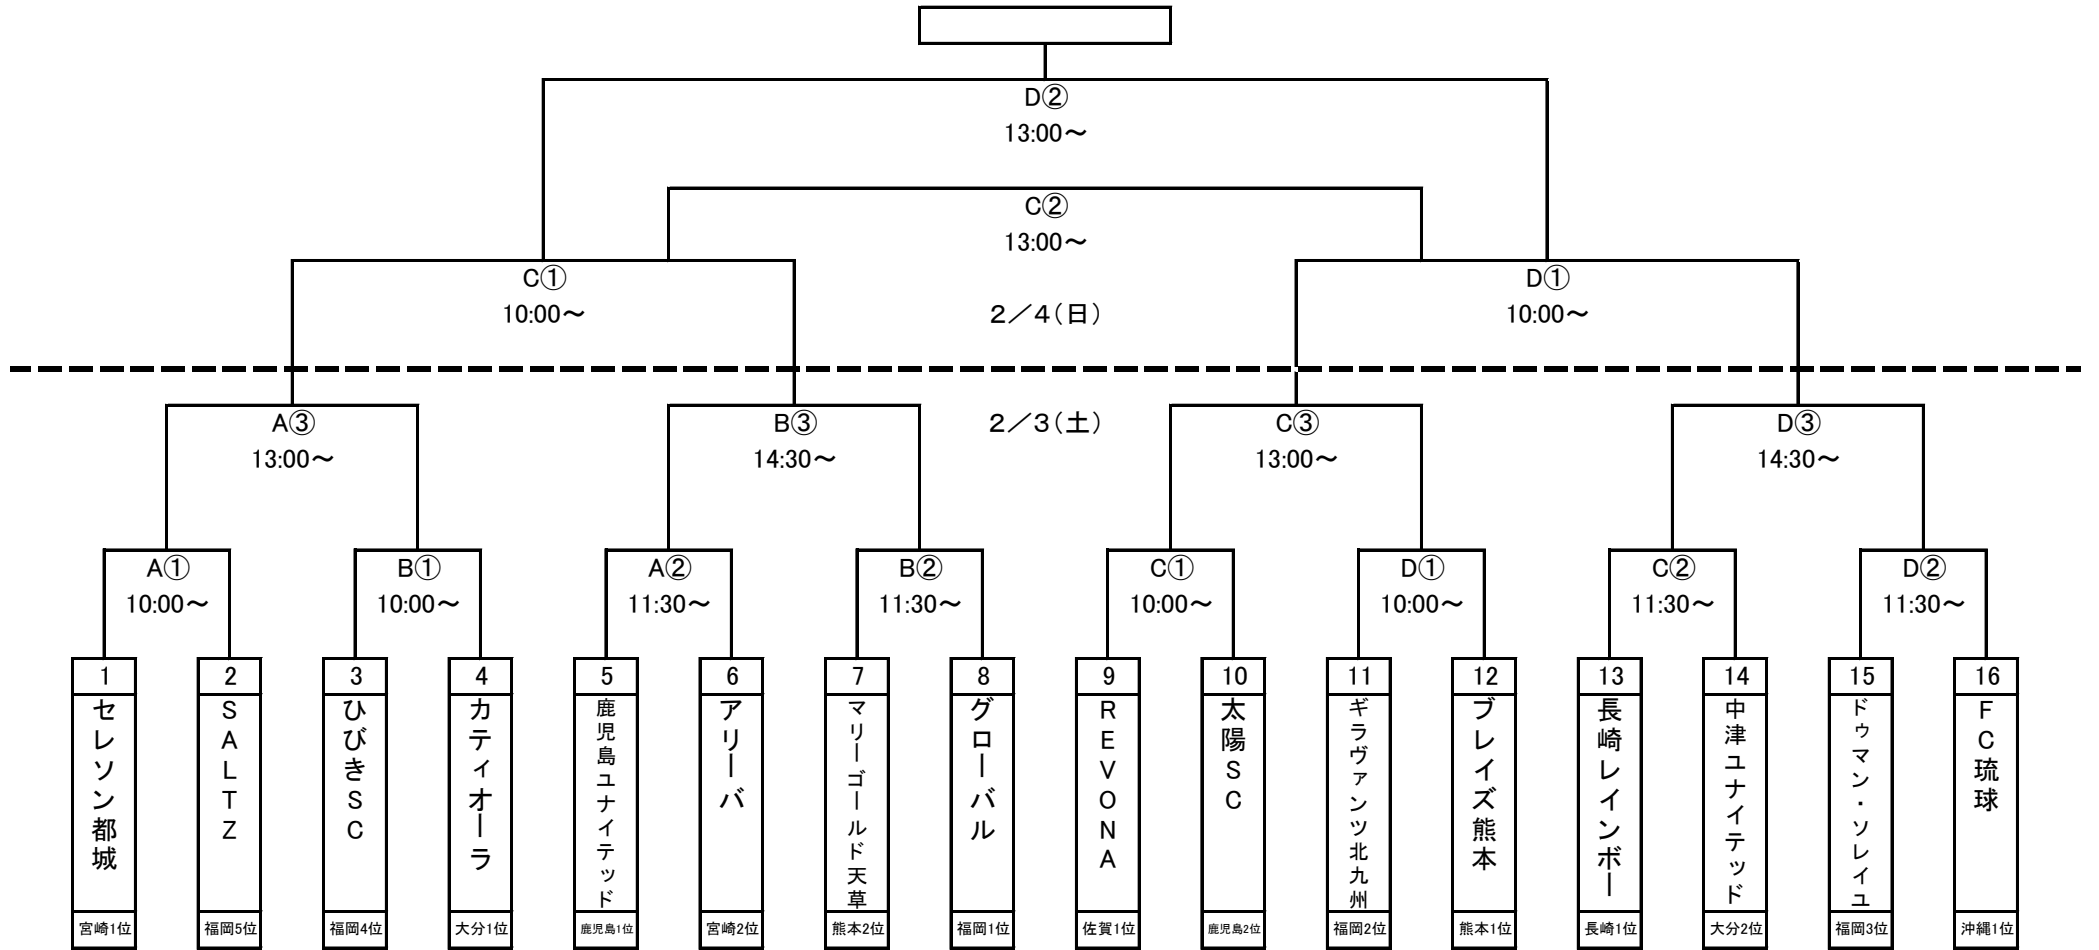 D②
13:00～
C②
13:00～
C①
10:00～
2／4(日)
D①
10:00～
A③
13:00～
B③
14:30～
2／3(土)
C③
13:00～
D③
14:30～
A①
10:00～
B①
10:00～
A②
11:30～
B②
11:30～
C①
10:00～
D①
10:00～
C②
11:30～
D②
11:30～
1
セレソン都城
宮崎1位
2
SALTZ
福岡5位
3
ひびきSC
福岡4位
4
カティオーラ
大分1位
5
鹿児島ユナイテッド
鹿児島1位
6
アリーバ
宮崎2位
7
マリーゴールド天草
熊本2位
8
グローバル
福岡1位
9
REVONA
佐賀1位
10
太陽SC
鹿児島2位
11
ギラヴァンツ北九州
福岡2位
12
ブレイズ熊本
熊本1位
13
長崎レインボー
長崎1位
14
中津ユナイテッド
大分2位
15
ドゥマン・ソレイユ
福岡3位
16
FC琉球
沖縄1位